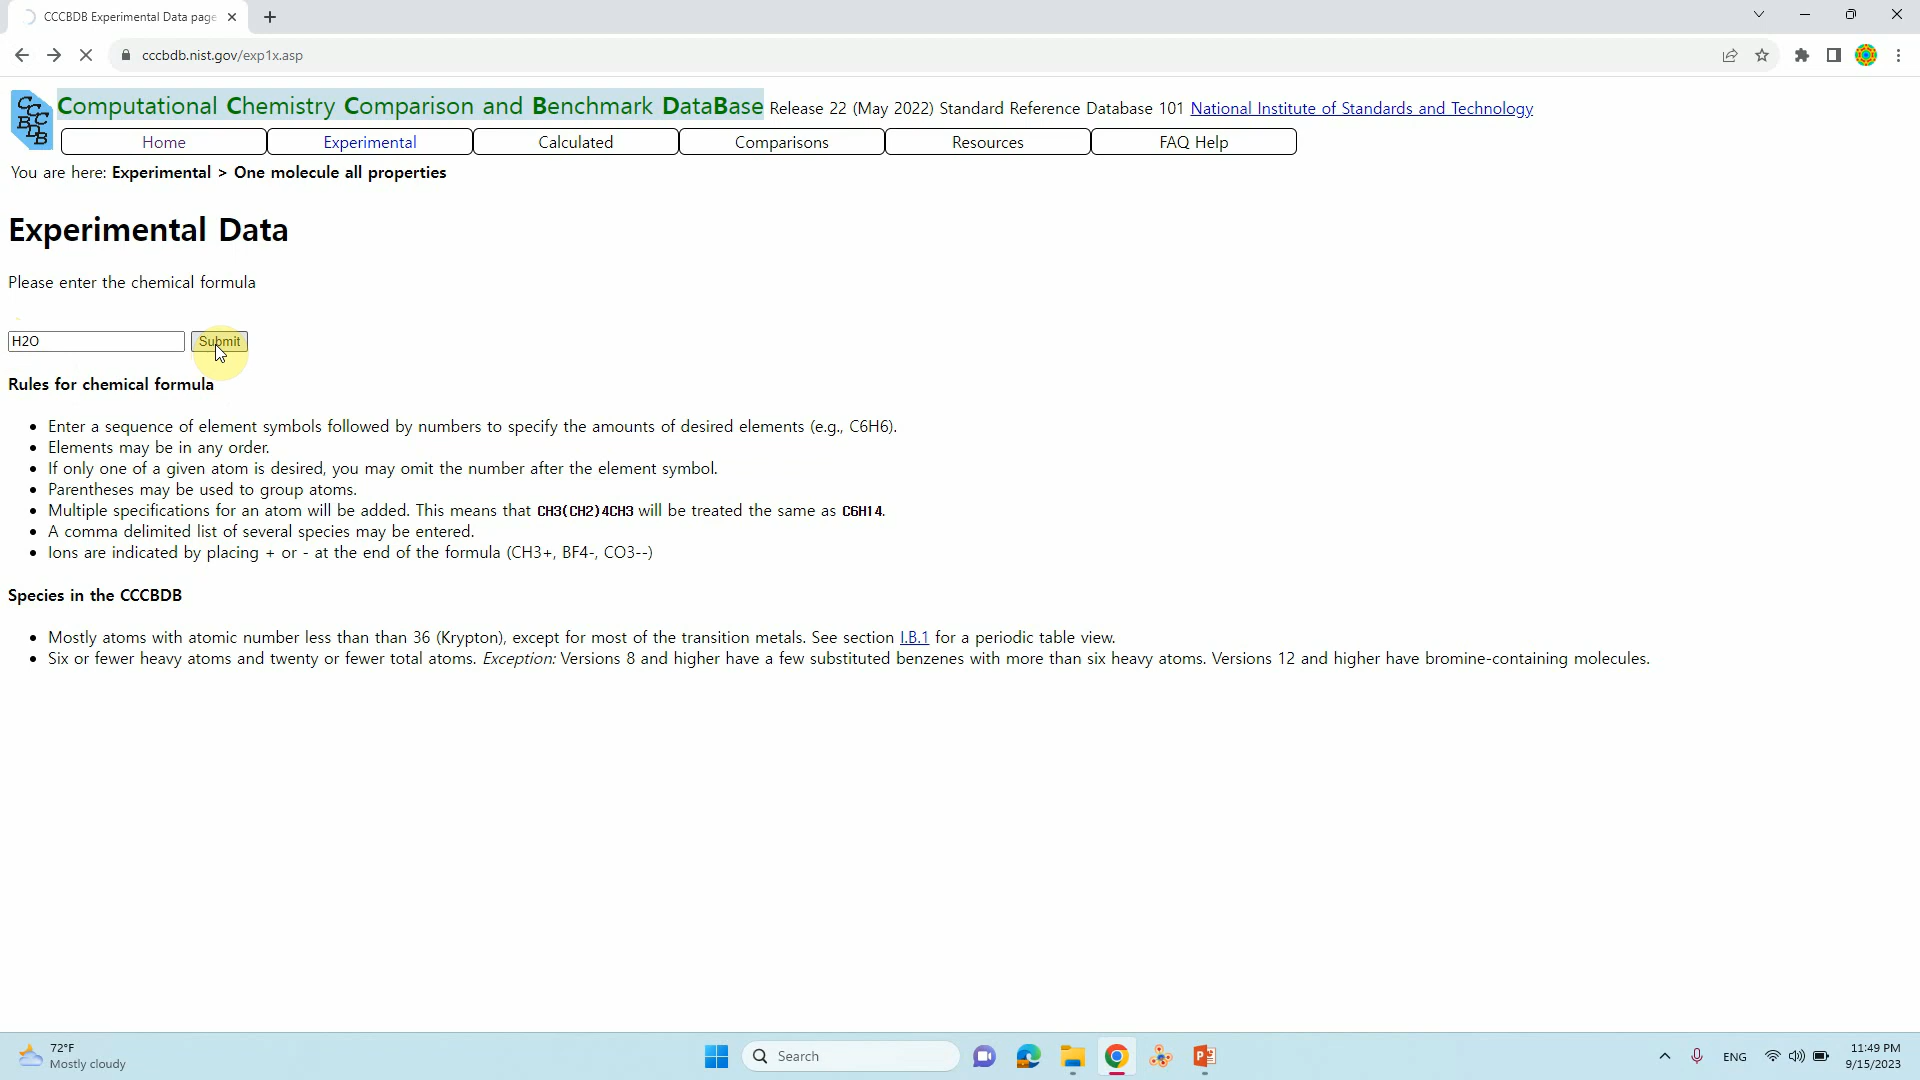 CCCBDB Experimental Data page
cccbdb.nist.gov/exp1x.asp
CCCBDB
Computational Chemistry Comparison and Benchmark DataBase Release 22 (May 2022) Standard Reference Database 101 National Institute of Standards and Technology
Home Experimental Calculated Comparisons Resources FAQ Help
You are here: Experimental > One molecule all properties
Experimental Data
Please enter the chemical formula
H2O Submit
Rules for chemical formula
• Enter a sequence of element symbols followed by numbers to specify the amounts of desired elements (e.g., C6H6).
• Elements may be in any order.
• If only one of a given atom is desired, you may omit the number after the element symbol.
• Parentheses may be used to group atoms.
• Multiple specifications for an atom will be added. This means that CH3(CH2)4CH3 will be treated the same as C6H14.
• A comma delimited list of several species may be entered.
• Ions are indicated by placing + or - at the end of the formula (CH3+, BF4-, CO3--)
Species in the CCCBDB
• Mostly atoms with atomic number less than than 36 (Krypton), except for most of the transition metals. See section I.B.1 for a periodic table view.
• Six or fewer heavy atoms and twenty or fewer total atoms. Exception: Versions 8 and higher have a few substituted benzenes with more than six heavy atoms. Versions 12 and higher have bromine-containing molecules.
72°F
Mostly cloudy
Search
ENG
11:49 PM
9/15/2023